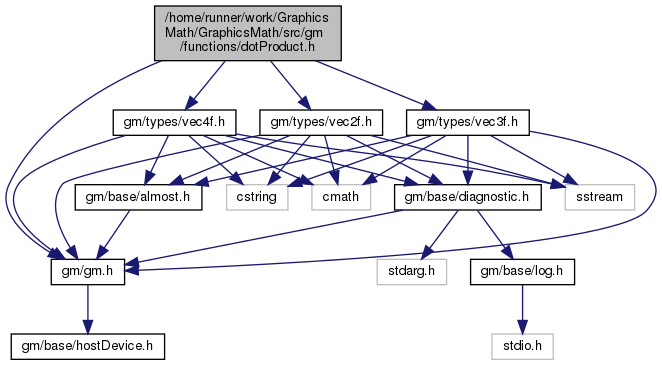 /home/runner/work/Graphics
Math/GraphicsMath/src/gm
/functions/dotProduct.h
gm/types/vec4f.h
gm/types/vec2f.h
gm/types/vec3f.h
gm/base/almost.h
cstring
cmath
gm/base/diagnostic.h
sstream
gm/gm.h
stdarg.h
gm/base/log.h
gm/base/hostDevice.h
stdio.h